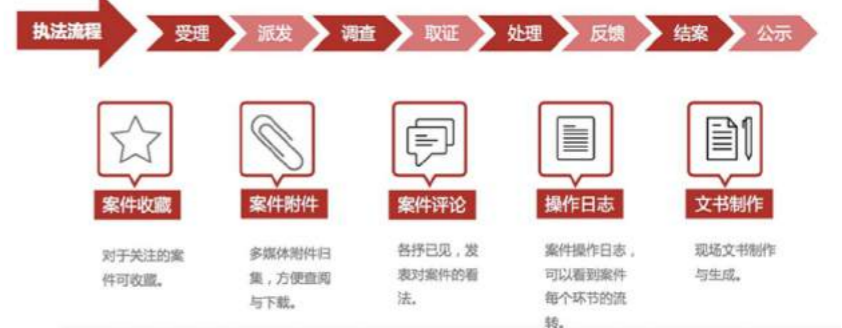 执法流程 受理 派发 调查 取证 处理 反馈 结案 公示
案件收藏 案件附件 案件评论 操作日志 文书制作
对于关注的案
件可收藏。
多媒体附件归
集，方便查阅
与下载。
各抒已见，发
表对案件的看
法。
案件操作日志，
可以看到案件
每个环节的流
转。
现场文书制作
与生成。